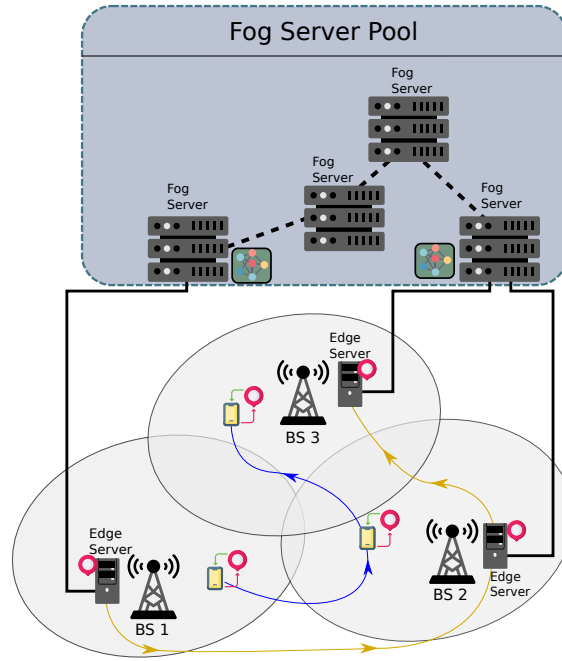 Fog Server Pool
Fog
Server
Fog
Server
Fog
Server
Fog
Server
Edge Server
BS 3
Edge
Server
BS 1
BS 2
Edge
Server